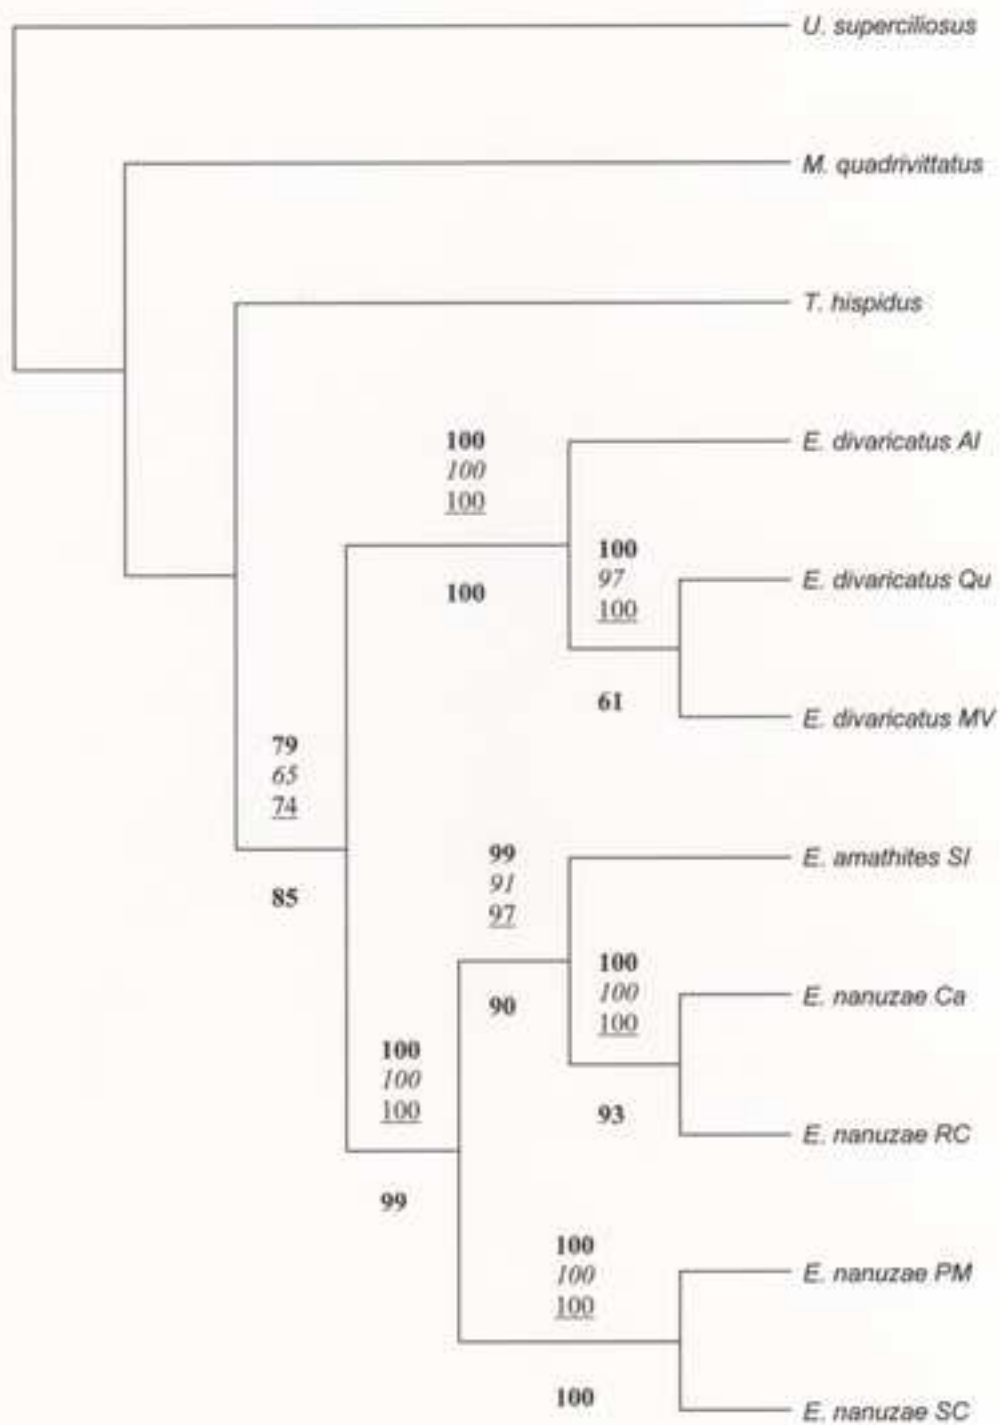 U. superciliosus
M. quadrivittatus
T. hispidus
100
100
100
E. divaricatus AI
100
97
100
100
E. divaricatus Qu
61
E. divaricatus MV
79
65
74
85
99
91
97
E. amathites SI
100
100
100
90
E. nanuzae Ca
100
100
100
93
E. nanuzae RC
99
100
100
100
E. nanuzae PM
100
E. nanuzae SC